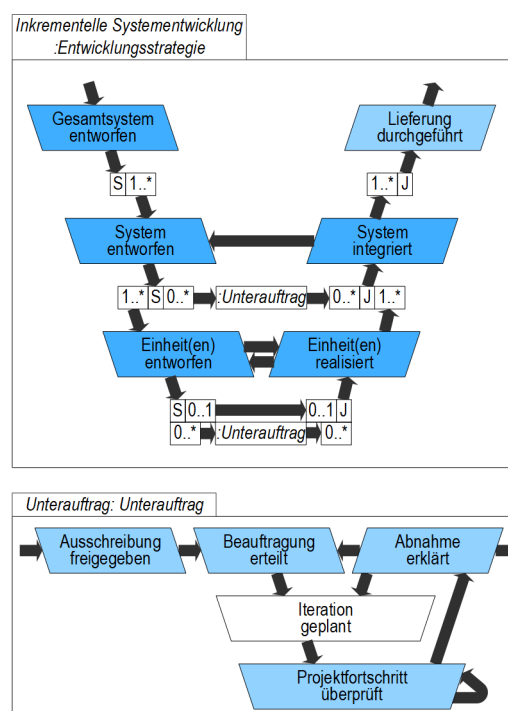 Inkrementelle Systementwicklung
:Entwicklungsstrategie
Gesamtsystem
entworfen
Lieferung
durchgeführt
S 1..*
1..* J
System
entworfen
System
integriert
1..* S 0..* :Unterauftrag 0..* J 1..*
Einheit(en)
entworfen
Einheit(en)
realisiert
S 0..1 0..1 J
0..* :Unterauftrag 0..*
Unterauftrag: Unterauftrag
Ausschreibung
freigegeben
Beauftragung
erteilt
Abnahme
erklärt
Iteration
geplant
Projektfortschritt
überprüft